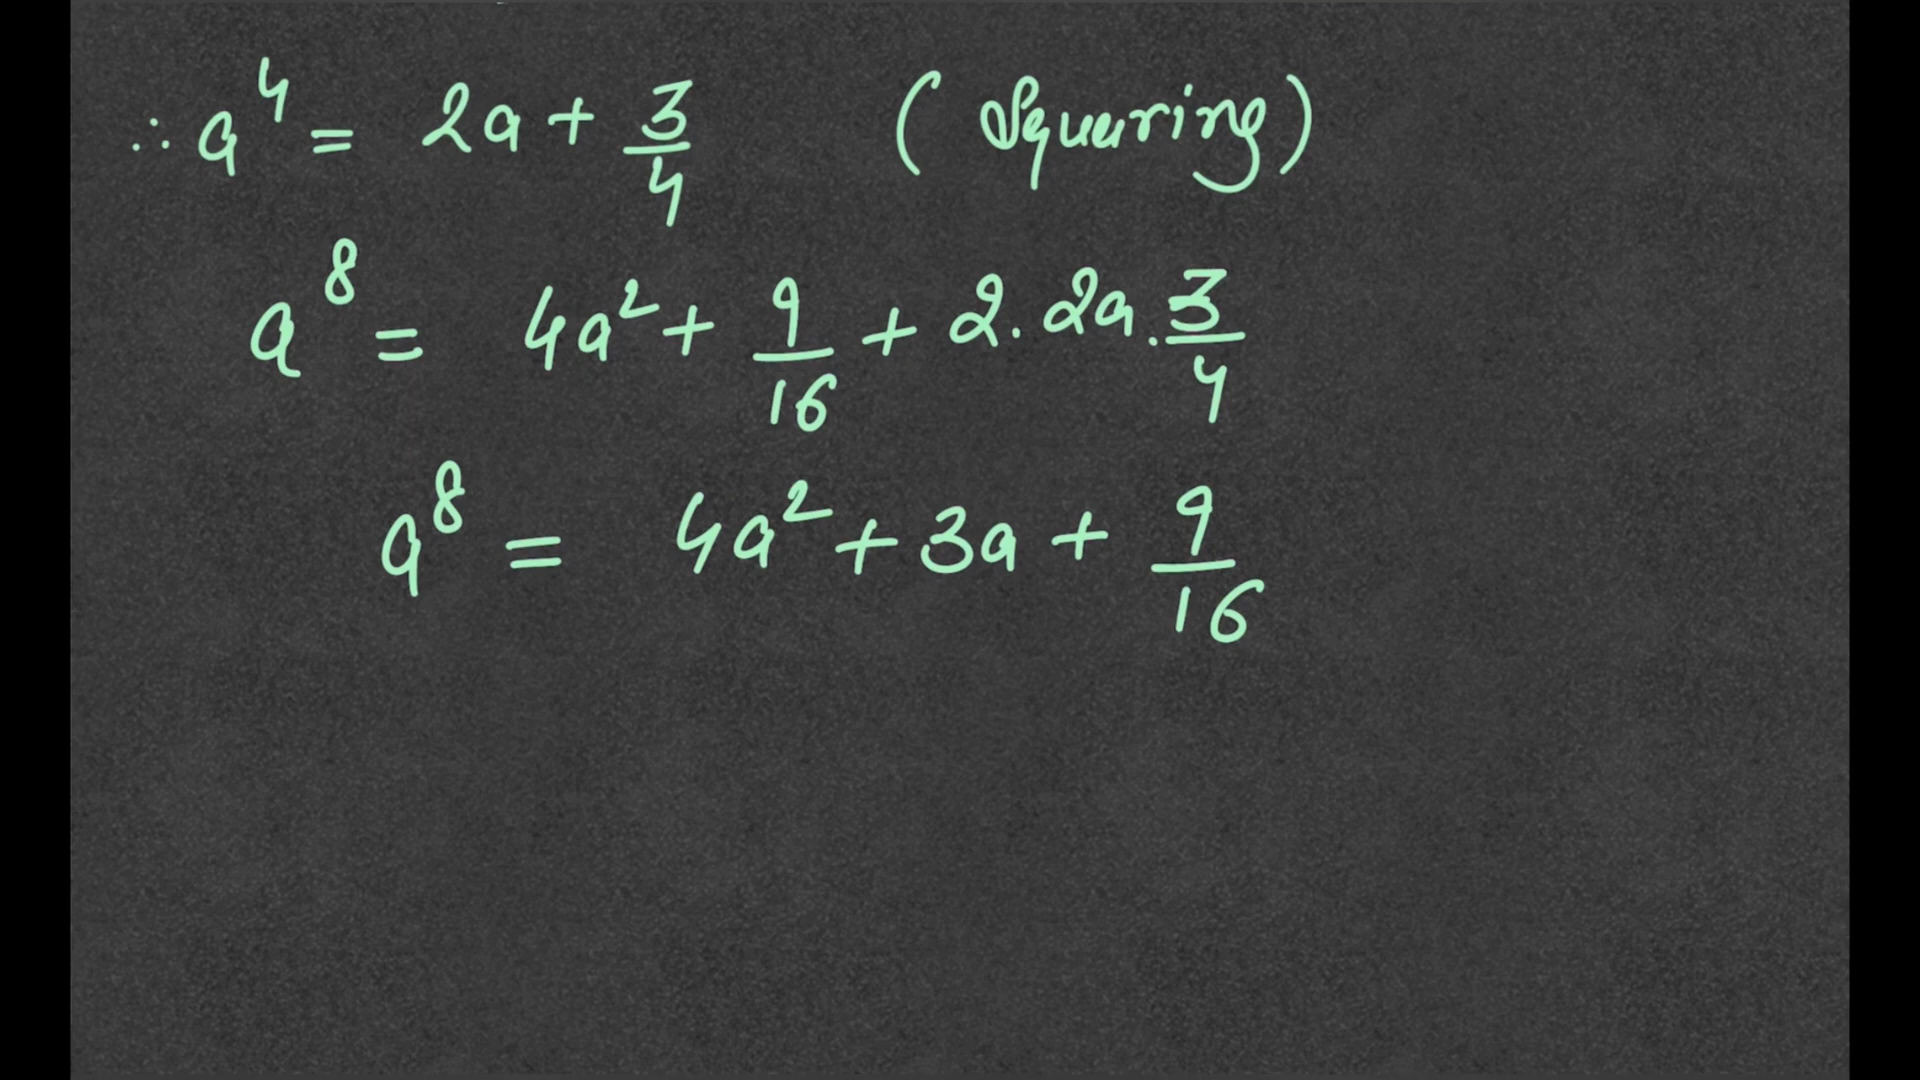 ∴ a⁴ = 2a + 3/4 (Squaring)
a⁸ = 4a² + 9/16 + 2. 2a . 3/4
a⁸ = 4a² + 3a + 9/16